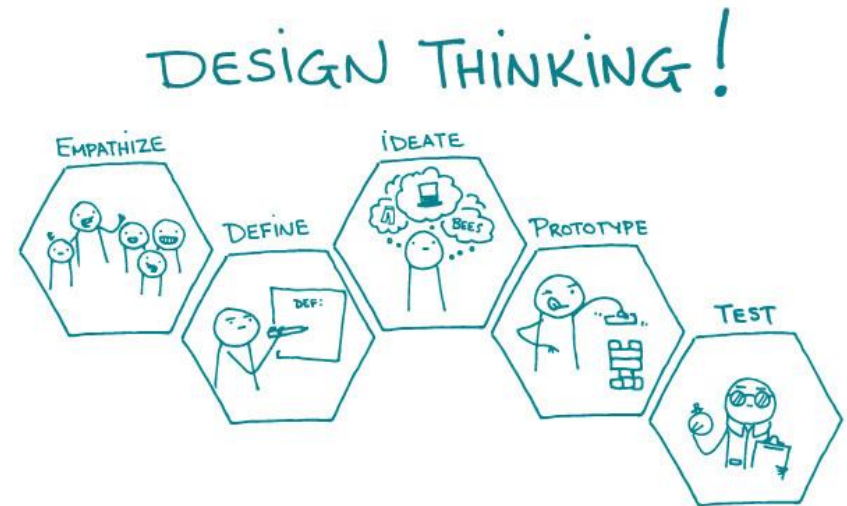 DESIGN THINKING!
EMPATHIZE
DEFINE
DEF:
IDEATE
BEES
PROTOTYPE
TEST